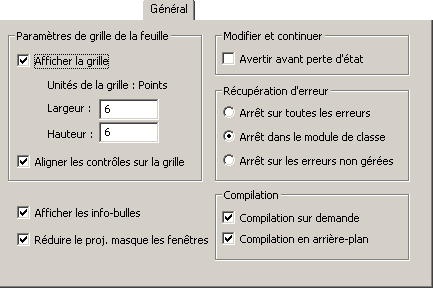 Général
Paramètres de grille de la feuille
Afficher la grille
Unités de la grille : Points
Largeur : 6
Hauteur : 6
Aligner les contrôles sur la grille
Afficher les info-bulles
Réduire le proj. masque les fenêtres
Modifier et continuer
Avertir avant perte d'état
Récupération d'erreur
Arrêt sur toutes les erreurs
Arrêt dans le module de classe
Arrêt sur les erreurs non gérées
Compilation
Compilation sur demande
Compilation en arrière-plan